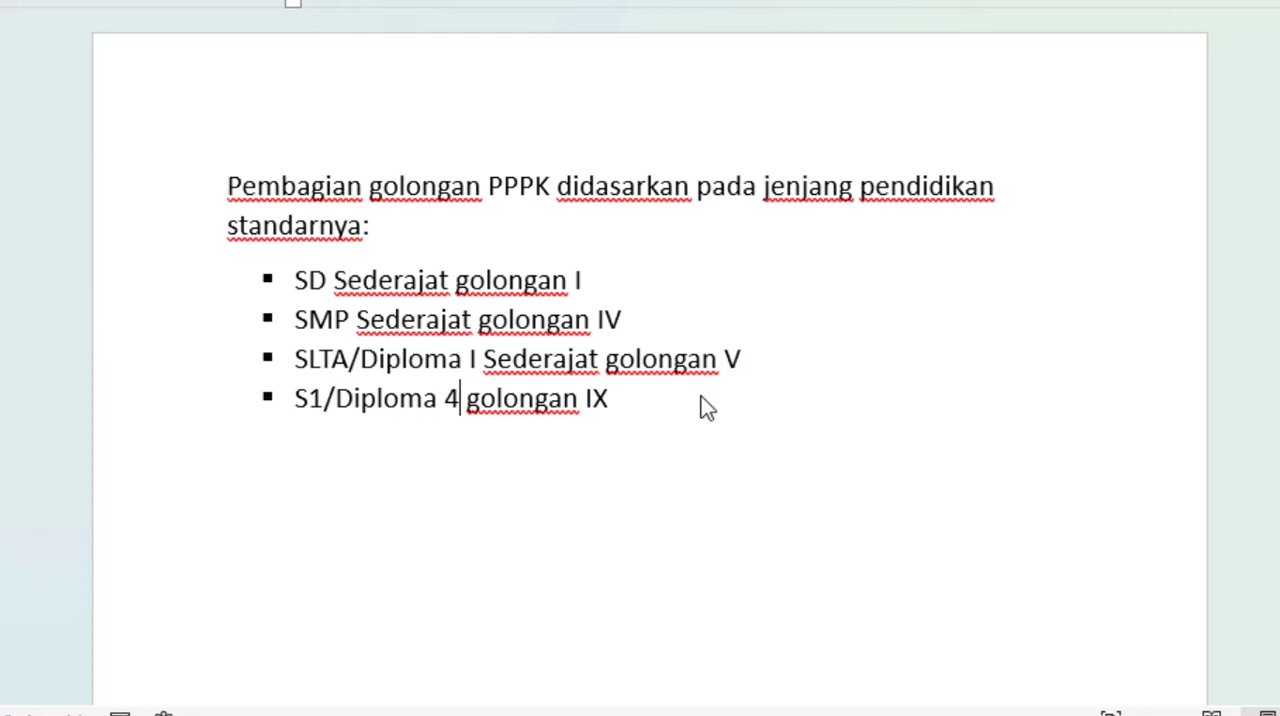 Pembagian golongan PPPK didasarkan pada jenjang pendidikan
standarnya:
▪ SD Sederajat golongan I
▪ SMP Sederajat golongan IV
▪ SLTA/Diploma I Sederajat golongan V
▪ S1/Diploma 4 golongan IX